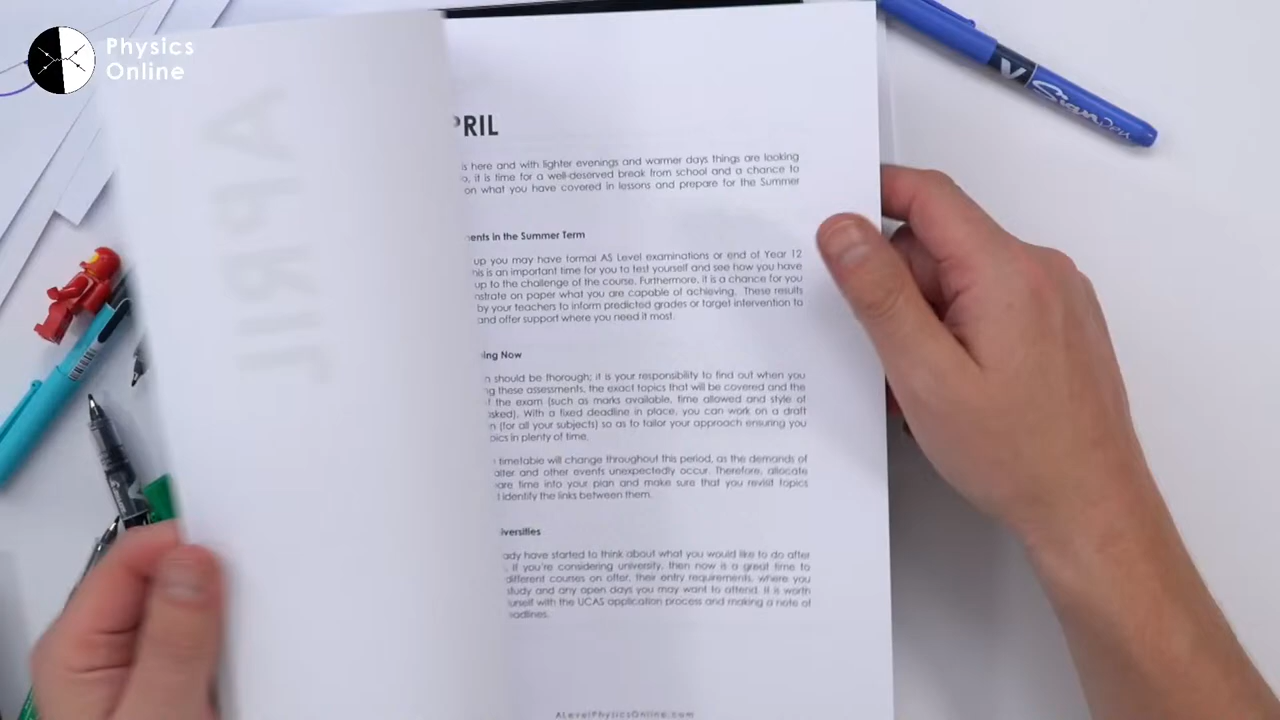 Physics
Online
APRIL
PRIL
is here and with lighter evenings and warmer days things are looking
it is time for a well-deserved break from school and a chance to
on what you have covered in lessons and prepare for the Summer
ents in the Summer Term
up you may have formal AS Level examinations or end of Year 12
his is an important time for you to test yourself and see how you have
up to the challenge of the course. Furthermore, it is a chance for you
nstrate on paper what you are capable of achieving. These results
by your teachers to inform predicted grades or target intervention to
and offer support where you need it most.
ing Now
n should be thorough; it is your responsibility to find out when you
g these assessments, the exact topics that will be covered and the
f the exam (such as marks available, time allowed and style of
sked). With a fixed deadline in place, you can work on a draft
n (for all your subjects) so as to tailor your approach ensuring you
pics in plenty of time.
timetable will change throughout this period, as the demands of
alter and other events unexpectedly occur. Therefore, allocate
are time into your plan and make sure that you revisit topics
identify the links between them.
iversities
ady have started to think about what you would like to do after
. If you're considering university, then now is a great time to
different courses on offer, their entry requirements, where you
study and any open days you may want to attend. It is worth
urself with the UCAS application process and making a note of
eadlines.
ALevelPhysicsOnline.com
V Sign Pen